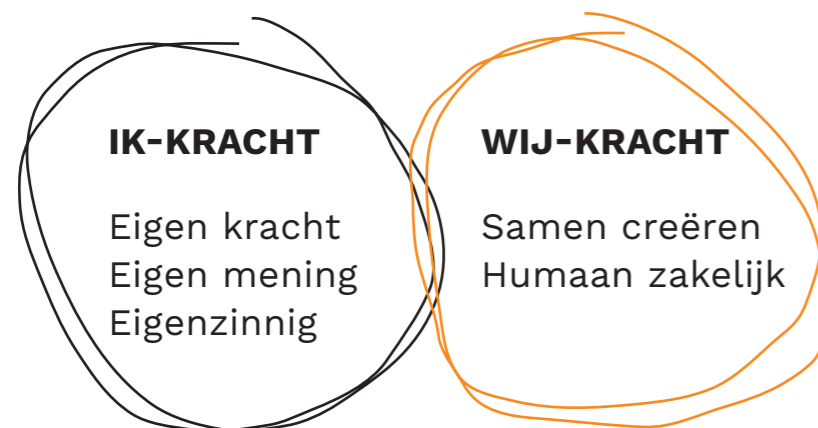 IK-KRACHT
Eigen kracht
Eigen mening
Eigenzinnig
WIJ-KRACHT
Samen creëren
Humaan zakelijk